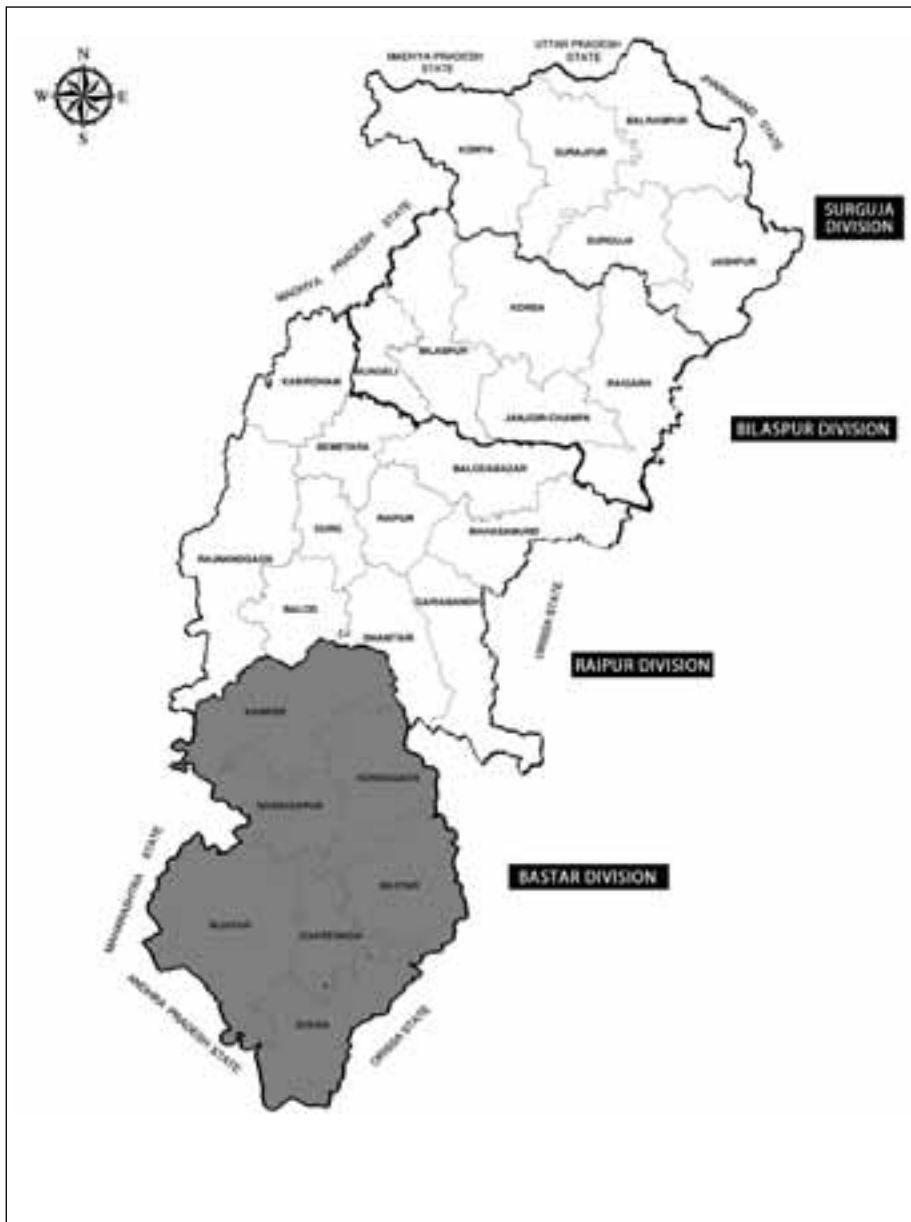 N
W E
S
MADHYA PRADESH
STATE
UTTAR PRADESH
STATE
JHARKHAND STATE
BALRAMPUR
KORIYA
SURAJPUR
SURGUJA
DIVISION
SURGUJA
JASHPUR
MADHYA PRADESH STATE
KORBA
BILASPUR
MUNGELI
RAIGARH
KABIRDHAM
JANJGIR-CHAMPA
BILASPUR DIVISION
BEMETARA
BALODABAZAR
RAIPUR
DURG
MAHASAMUND
RAJNANDGAON
GARIABANDH
BALOD
DHAMTARI
ORISSA STATE
RAIPUR DIVISION
KANKER
KONDAGAON
NARAYANPUR
MAHARASHTRA STATE
BASTAR DIVISION
BASTAR
BIJAPUR
DANTEWADA
ANDHRA PRADESH STATE
SUKMA
ORISSA STATE